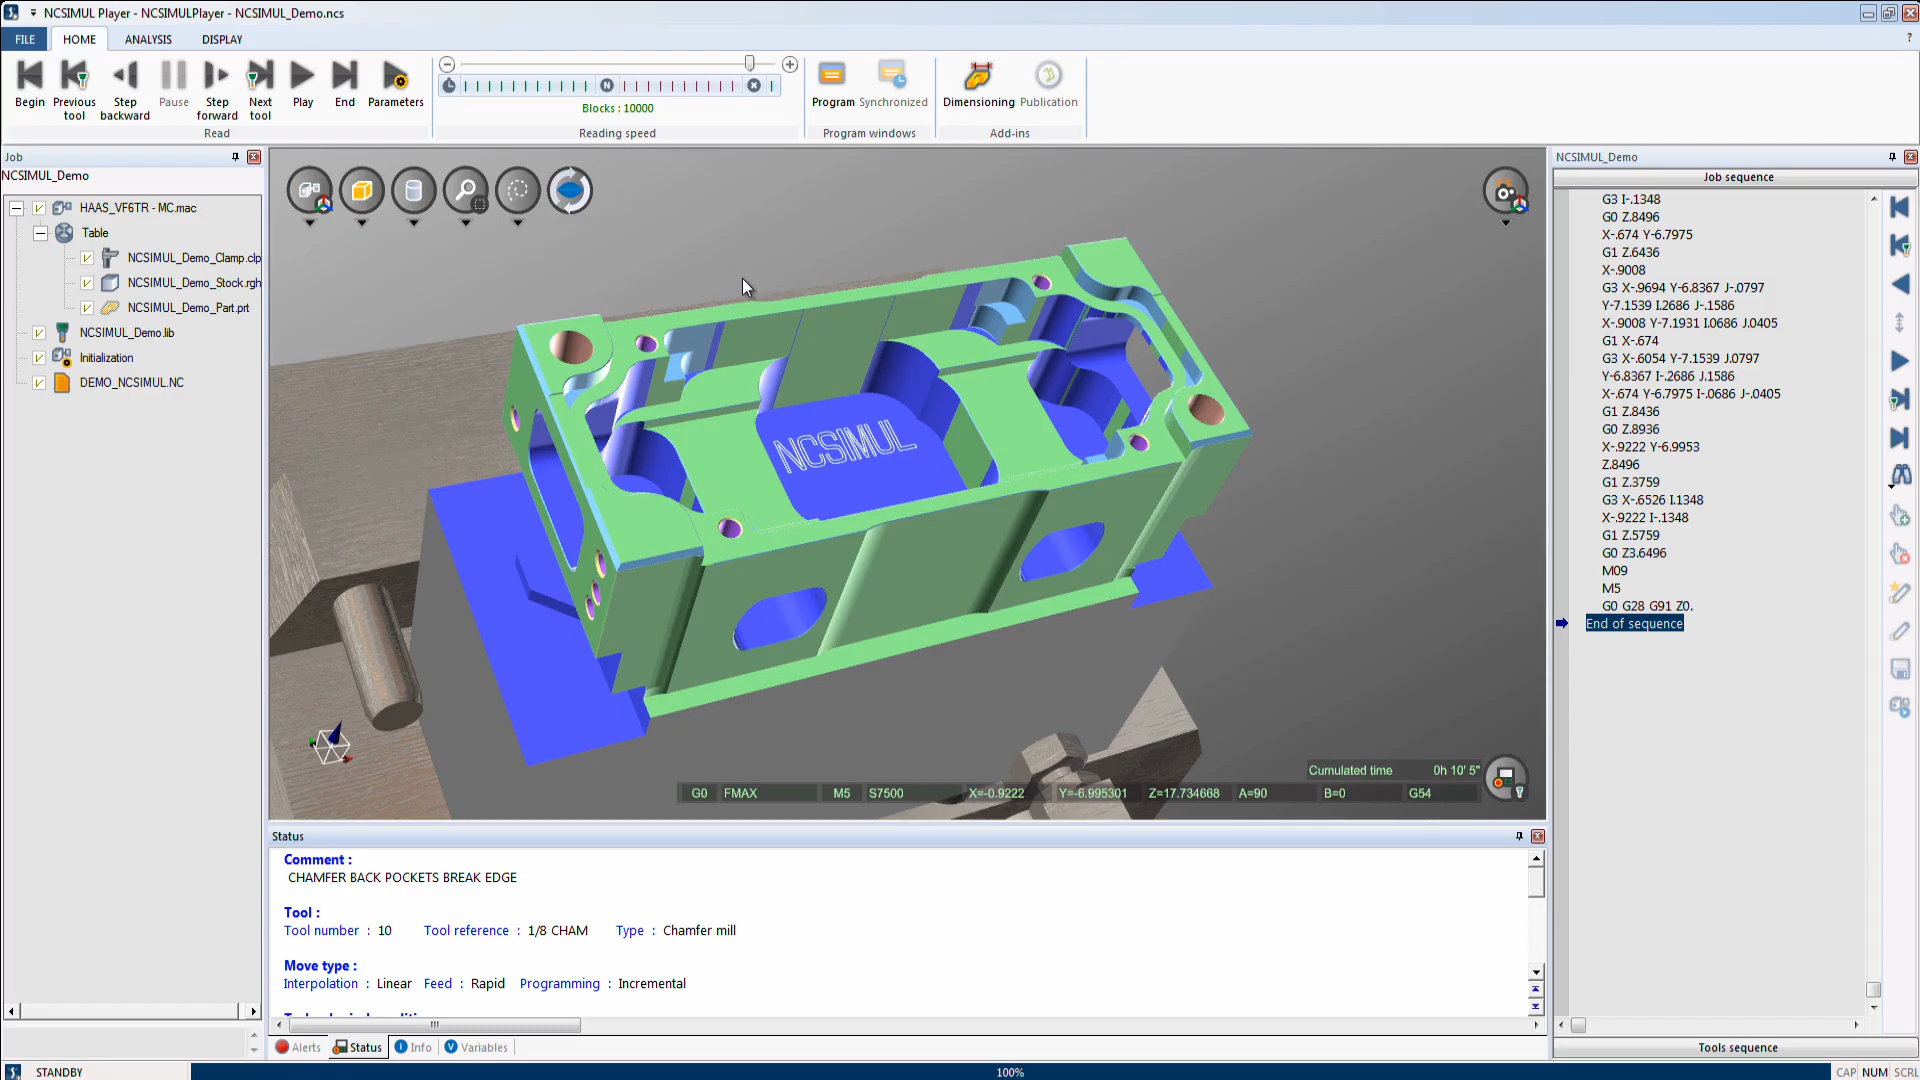 NCSIMUL Player - NCSIMULPlayer - NCSIMUL_Demo.ncs
FILE HOME ANALYSIS DISPLAY ?
Begin Previous tool Step backward Pause Step forward Next tool Play End Parameters
Read
N
Blocks : 10000
Reading speed
Program Synchronized
Program windows
Dimensioning Publication
Add-ins
Job
NCSIMUL_Demo
HAAS_VF6TR - MC.mac
Table
NCSIMUL_Demo_Clamp.clp
NCSIMUL_Demo_Stock.rgh
NCSIMUL_Demo_Part.prt
NCSIMUL_Demo.lib
Initialization
DEMO_NCSIMUL.NC
NCSIMUL
Cumulated time 0h 10' 5"
G0 FMAX M5 S7500 X=-0.9222 Y=-6.995301 Z=17.734668 A=90 B=0 G54
Status
Comment :
CHAMFER BACK POCKETS BREAK EDGE
Tool :
Tool number : 10 Tool reference : 1/8 CHAM Type : Chamfer mill
Move type :
Interpolation : Linear Feed : Rapid Programming : Incremental
Alerts Status Info Variables
NCSIMUL_Demo
Job sequence
G3 I-.1348
G0 Z.8496
X-.674 Y-6.7975
G1 Z.6436
X-.9008
G3 X-.9694 Y-6.8367 J-.0797
Y-7.1539 I.2686 J-.1586
X-.9008 Y-7.1931 I.0686 J.0405
G1 X-.674
G3 X-.6054 Y-7.1539 J.0797
Y-6.8367 I-.2686 J.1586
X-.674 Y-6.7975 I-.0686 J-.0405
G1 Z.8436
G0 Z.8936
X-.9222 Y-6.9953
Z.8496
G1 Z.3759
G3 X-.6526 I.1348
X-.9222 I-.1348
G1 Z.5759
G0 Z3.6496
M09
M5
G0 G28 G91 Z0.
End of sequence
Tools sequence
STANDBY 100% CAP NUM SCRL